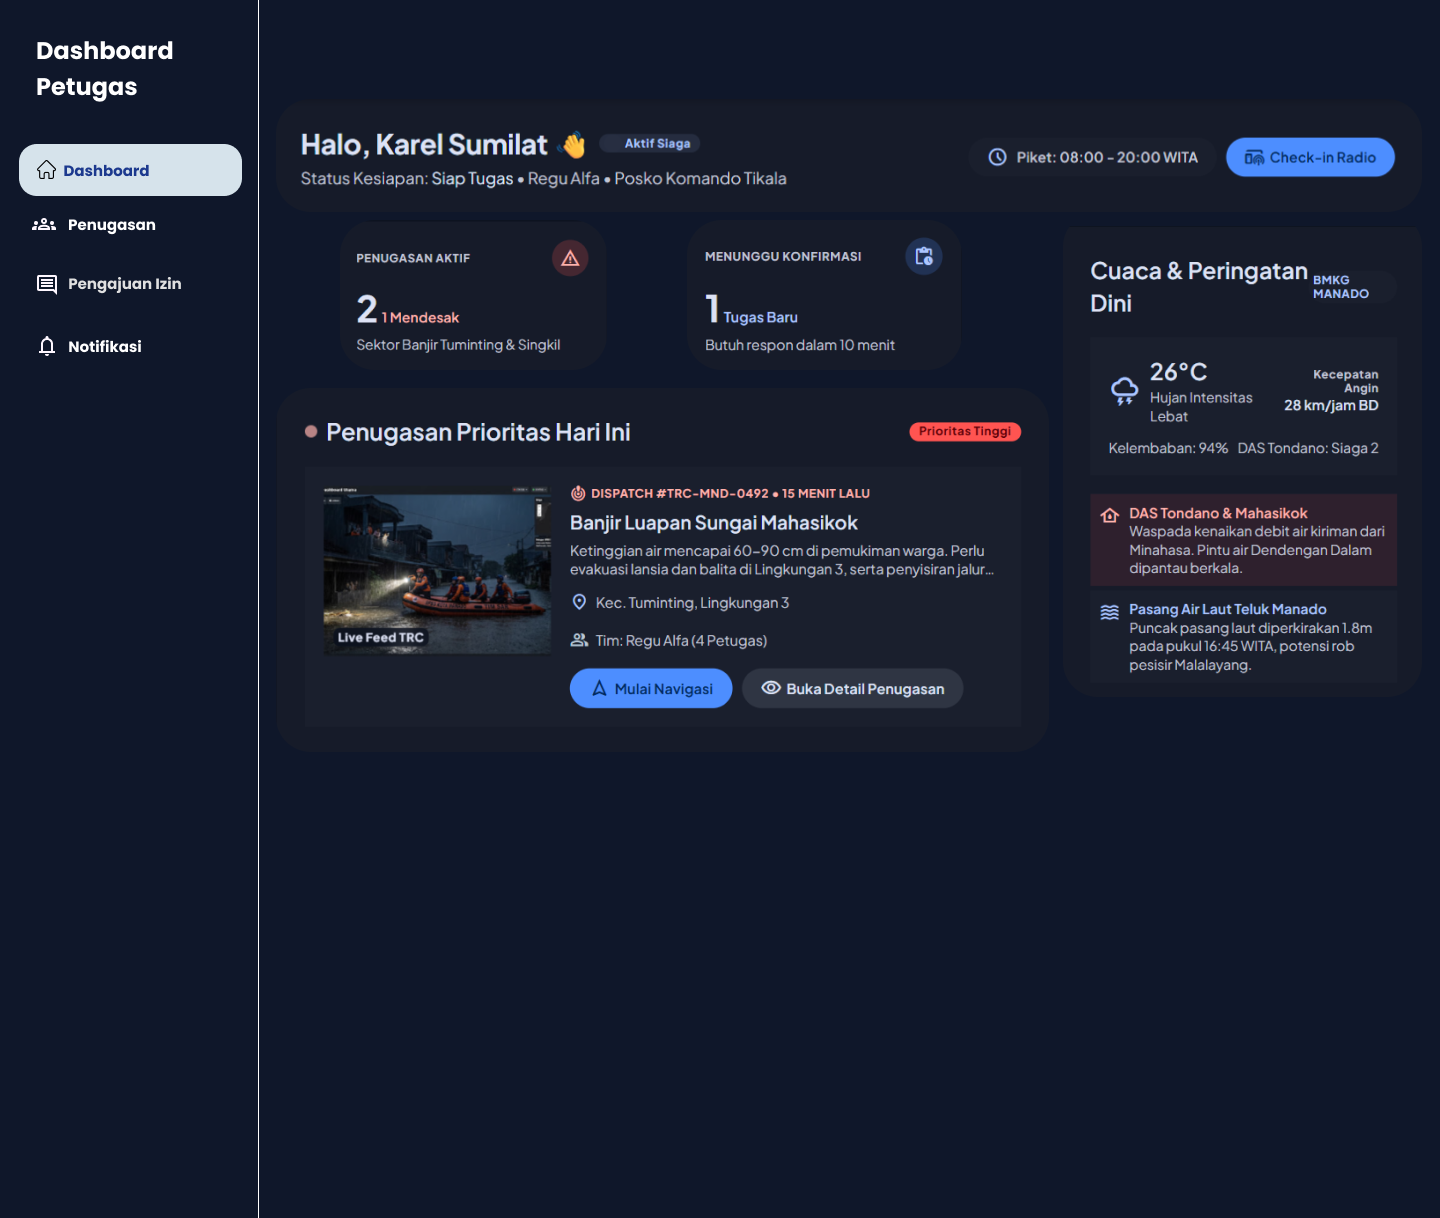 Dashboard
Petugas
Dashboard
Penugasan
Pengajuan Izin
Notifikasi
Halo, Karel Sumilat 👋
Aktif Siaga
Status Kesiapan: Siap Tugas • Regu Alfa • Posko Komando Tikala
Piket: 08:00 - 20:00 WITA
Check-in Radio
PENUGASAN AKTIF
2 1 Mendesak
Sektor Banjir Tuminting & Singkil
MENUNGGU KONFIRMASI
1 Tugas Baru
Butuh respon dalam 10 menit
Penugasan Prioritas Hari Ini
Prioritas Tinggi
Live Feed TRC
DISPATCH #TRC-MND-0492 • 15 MENIT LALU
Banjir Luapan Sungai Mahasikok
Ketinggian air mencapai 60–90 cm di pemukiman warga. Perlu
evakuasi lansia dan balita di Lingkungan 3, serta penyisiran jalur...
Kec. Tuminting, Lingkungan 3
Tim: Regu Alfa (4 Petugas)
Mulai Navigasi
Buka Detail Penugasan
Cuaca & Peringatan
Dini
BMKG
MANADO
26°C
Hujan Intensitas
Lebat
Kecepatan
Angin
28 km/jam BD
Kelembaban: 94%
DAS Tondano: Siaga 2
DAS Tondano & Mahasikok
Waspada kenaikan debit air kiriman dari
Minahasa. Pintu air Dendengan Dalam
dipantau berkala.
Pasang Air Laut Teluk Manado
Puncak pasang laut diperkirakan 1.8m
pada pukul 16:45 WITA, potensi rob
pesisir Malalayang.